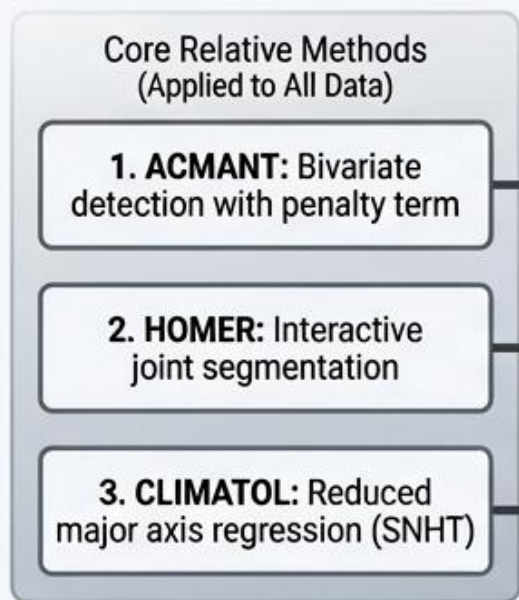 Core Relative Methods
(Applied to All Data)
1. ACMANT: Bivariate
detection with penalty term
2. HOMER: Interactive
joint segmentation
3. CLIMATOL: Reduced
major axis regression (SNHT)